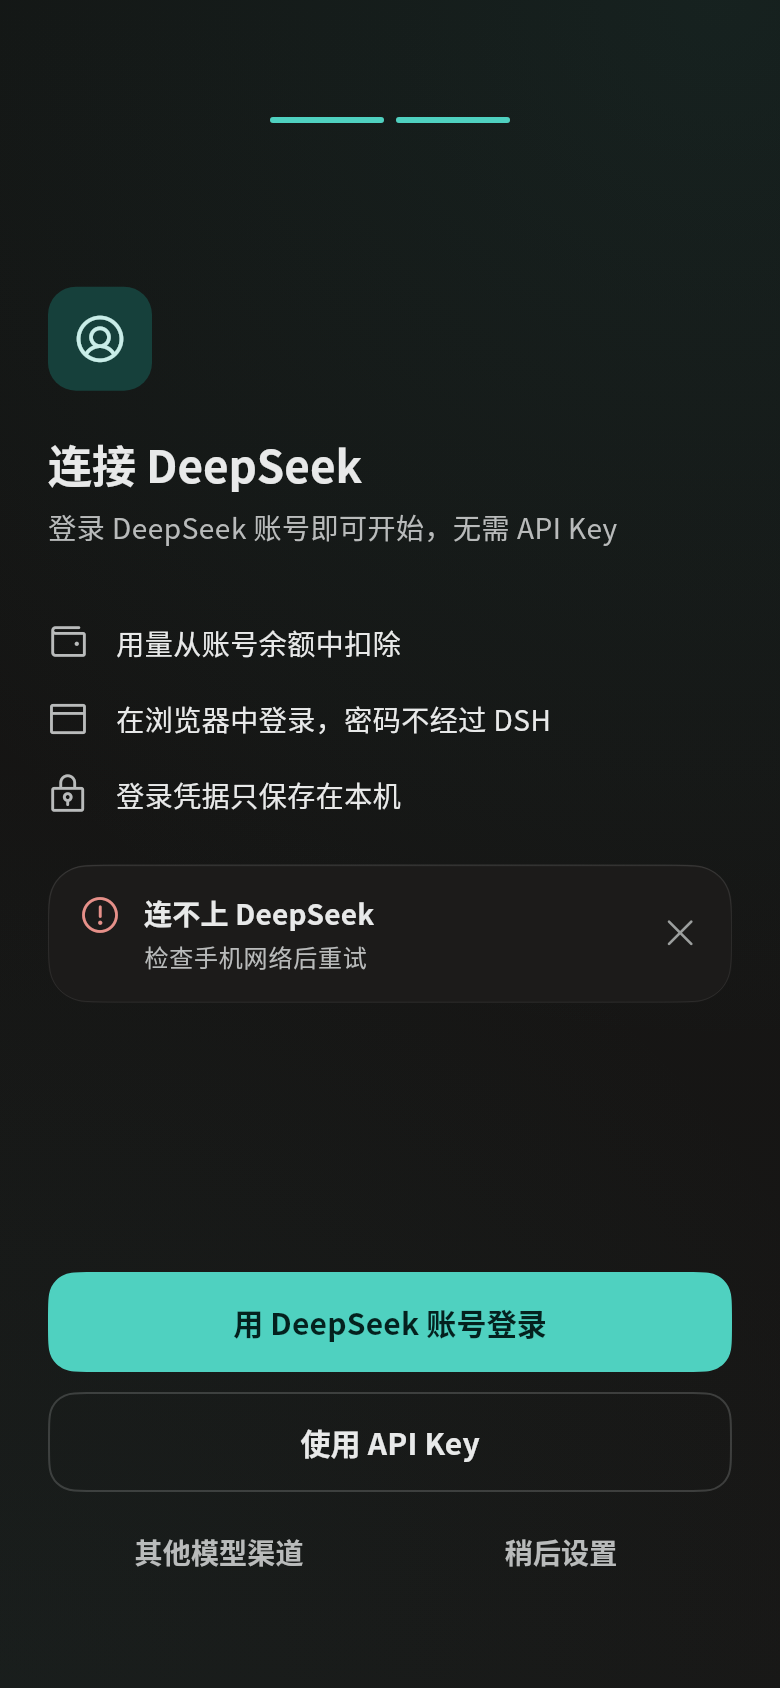 连接 DeepSeek
登录 DeepSeek 账号即可开始，无需 API Key
用量从账号余额中扣除
在浏览器中登录，密码不经过 DSH
登录凭据只保存在本机
连不上 DeepSeek
检查手机网络后重试
用 DeepSeek 账号登录
使用 API Key
其他模型渠道
稍后设置